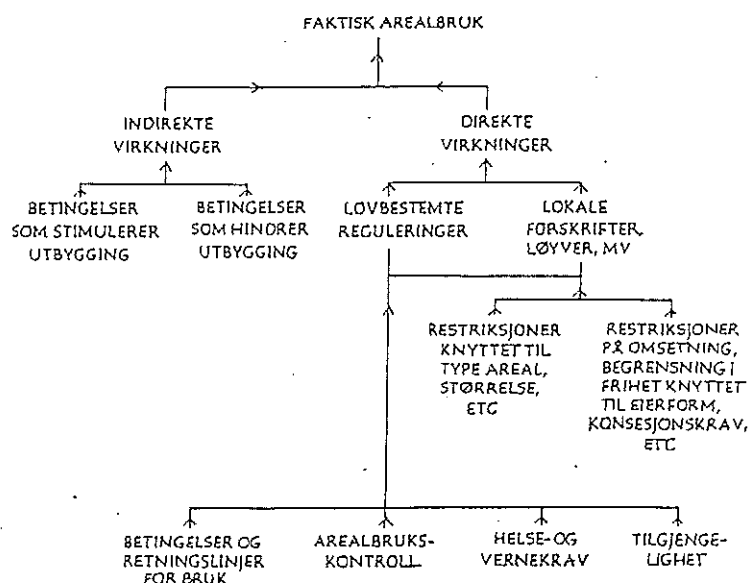 FAKTISK AREALBRUK
INDIREKTE
VIRKNINGER
DIREKTE
VIRKNINGER
BETINGELSER
SOM STIMULERER
UTBYGGING
BETINGELSER
SOM HINDRER
UTBYGGING
LOVBESTEMTE
REGULERINGER
LOKALE
FORSKRIFTER,
LØYVER, MV
RESTRIKSJONER
KNYTTET TIL
TYPE AREAL,
STØRRELSE,
ETC
RESTRIKSJONER
PÅ OMSETNING,
BEGRENSNING I
FRIHET KNYTTET
TIL EIERFORM,
KONSESJONSKRAV,
ETC
BETINGELSER OG
RETNINGSLINJER
FOR BRUK
AREALBRUKS-
KONTROLL
HELSE-OG
VERNEKRAV
TILGJENGE-
LIGHET